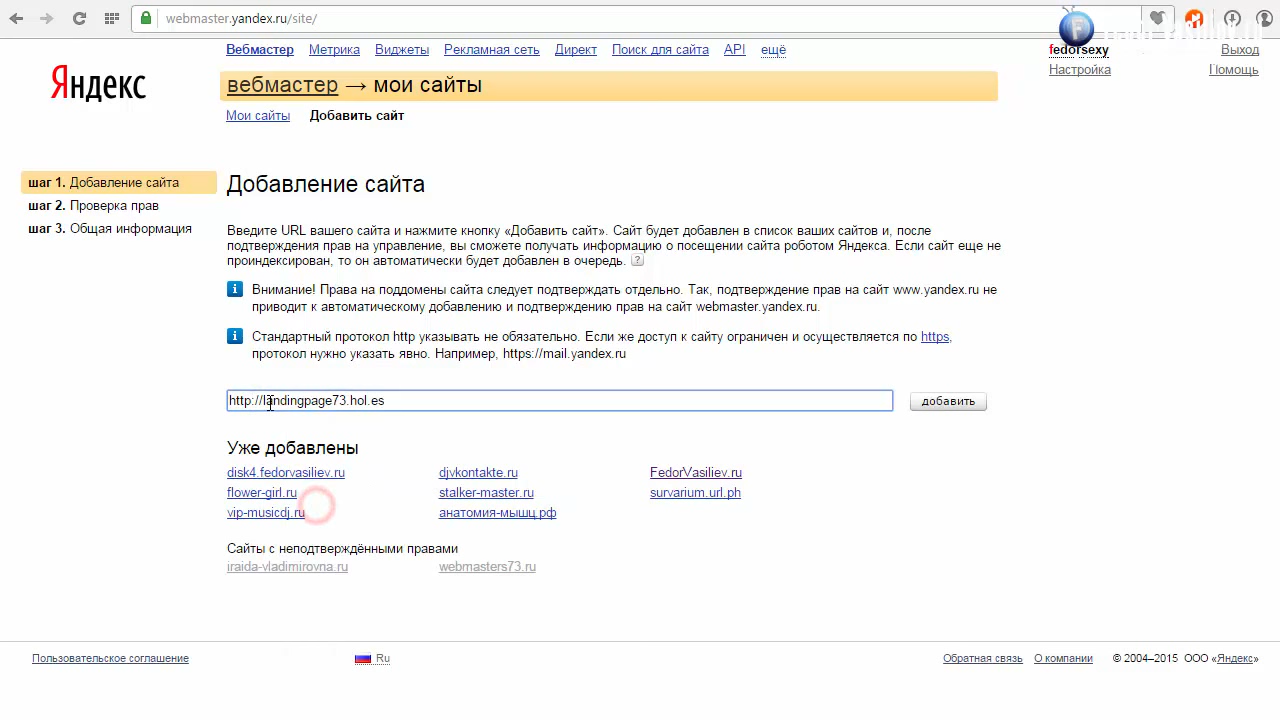 webmaster.yandex.ru/site/
Вебмастер Метрика Виджеты Рекламная сеть Директ Поиск для сайта API ещё
fedorsexy Выход
Настройка Помощь
Яндекс
вебмастер → мои сайты
Мои сайты Добавить сайт
шаг 1. Добавление сайта
шаг 2. Проверка прав
шаг 3. Общая информация
Добавление сайта
Введите URL вашего сайта и нажмите кнопку «Добавить сайт». Сайт будет добавлен в список ваших сайтов и, после
подтверждения прав на управление, вы сможете получать информацию о посещении сайта роботом Яндекса. Если сайт еще не
проиндексирован, то он автоматически будет добавлен в очередь. ?
Внимание! Права на поддомены сайта следует подтверждать отдельно. Так, подтверждение прав на сайт www.yandex.ru не
приводит к автоматическому добавлению и подтверждению прав на сайт webmaster.yandex.ru.
Стандартный протокол http указывать не обязательно. Если же доступ к сайту ограничен и осуществляется по https,
протокол нужно указать явно. Например, https://mail.yandex.ru
http://landingpage73.hol.es добавить
Уже добавлены
disk4.fedorvasiliev.ru djvkontakte.ru FedorVasiliev.ru
flower-girl.ru stalker-master.ru survarium.url.ph
vip-musicdj.ru анатомия-мышц.рф
Сайты с неподтверждёнными правами
iraida-vladimirovna.ru webmasters73.ru
Пользовательское соглашение Ru Обратная связь О компании © 2004–2015 ООО «Яндекс»